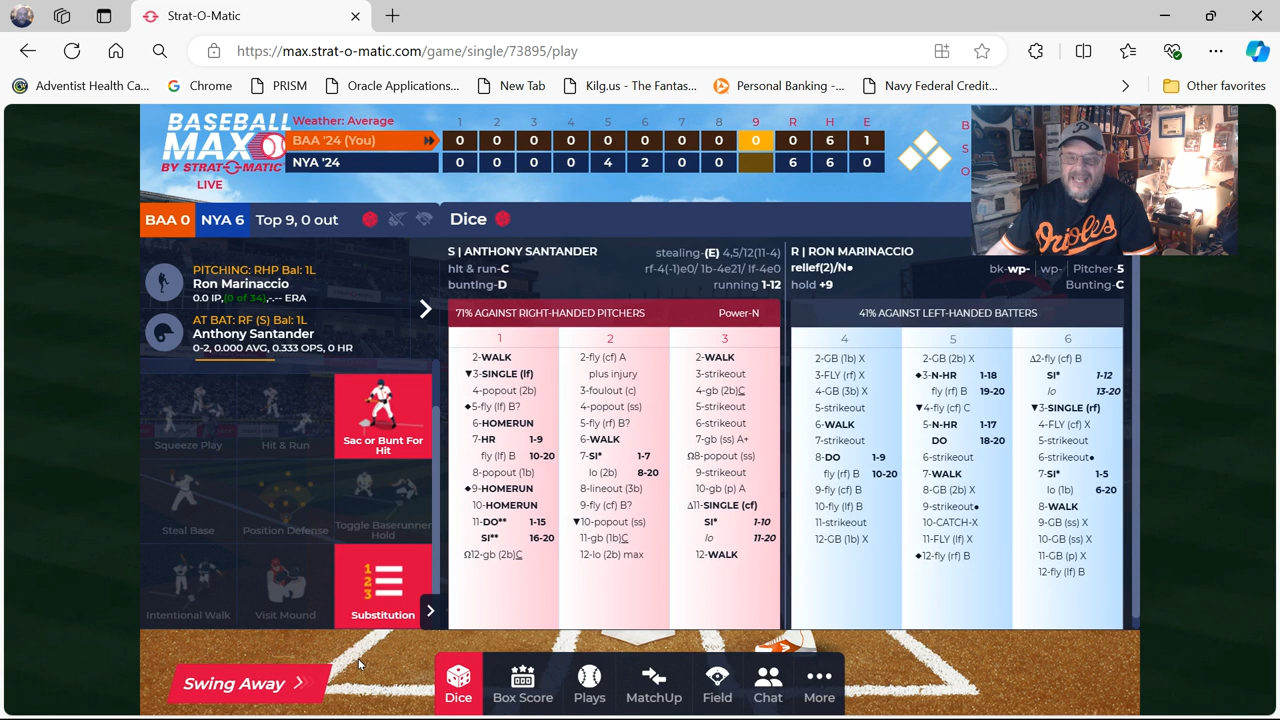 Strat-O-Matic
https://max.strat-o-matic.com/game/single/73895/play
Adventist Health Ca...
Chrome
PRISM
Oracle Applications...
New Tab
Kilg.us - The Fantas...
Personal Banking -...
Navy Federal Credit...
Other favorites
BASEBALL
MAX
BY STRAT-O-MATIC
LIVE
Weather: Average
1 2 3 4 5 6 7 8 9 R H E
BAA '24 (You) 0 0 0 0 0 0 0 0 0 0 6 1
NYA '24 0 0 0 0 4 2 0 0 6 6 0
B
S
O
BAA 0 NYA 6 Top 9, 0 out
Dice
PITCHING: RHP Bal: 1L
Ron Marinaccio
0.0 IP,(0 of 34),-.-- ERA
AT BAT: RF (S) Bal: 1L
Anthony Santander
0-2, 0.000 AVG, 0.333 OPS, 0 HR
Squeeze Play
Hit & Run
Sac or Bunt For Hit
Steal Base
Position Defense
Toggle Baserunner Hold
Intentional Walk
Visit Mound
1
2
3
Substitution
S | ANTHONY SANTANDER
stealing-(E) 4,5/12(11-4)
hit & run-C
rf-4(-1)e0/ 1b-4e21/ lf-4e0
bunting-D
running 1-12
71% AGAINST RIGHT-HANDED PITCHERS Power-N
1
2-WALK
▼3-SINGLE (lf)
4-popout (2b)
◆5-fly (lf) B?
6-HOMERUN
7-HR 1-9
fly (lf) B 10-20
8-popout (1b)
◆9-HOMERUN
10-HOMERUN
11-DO** 1-15
SI** 16-20
Ω12-gb (2b)C
2
2-fly (cf) A
plus injury
3-foulout (c)
4-popout (ss)
5-fly (rf) B?
6-WALK
7-SI* 1-7
lo (2b) 8-20
8-lineout (3b)
9-fly (cf) B?
▼10-popout (ss)
11-gb (1b)C
12-lo (2b) max
3
2-WALK
3-strikeout
4-gb (2b)C
5-strikeout
6-strikeout
7-gb (ss) A+
Ω8-popout (ss)
9-strikeout
10-gb (p) A
Δ11-SINGLE (cf)
SI* 1-10
lo 11-20
12-WALK
R | RON MARINACCIO
relief(2)/N●
bk-wp- | wp- | Pitcher-5
hold +9
Bunting-C
41% AGAINST LEFT-HANDED BATTERS
4
2-GB (1b) X
3-FLY (rf) X
4-GB (3b) X
5-strikeout
6-WALK
7-strikeout
8-DO 1-9
fly (rf) B 10-20
9-fly (cf) B
10-fly (lf) B
11-strikeout
12-GB (1b) X
5
2-GB (2b) X
◆3-N-HR 1-18
fly (rf) B 19-20
▼4-fly (cf) C
5-N-HR 1-17
DO 18-20
6-strikeout
7-WALK
8-GB (2b) X
9-strikeout●
10-CATCH-X
11-FLY (lf) X
◆12-fly (rf) B
6
Δ2-fly (cf) B
SI* 1-12
lo 13-20
▼3-SINGLE (rf)
4-FLY (cf) X
5-strikeout
6-strikeout●
7-SI* 1-5
lo (1b) 6-20
8-WALK
9-GB (ss) X
10-GB (ss) X
11-GB (p) X
12-fly (lf) B
Orioles
Swing Away
Dice
Box Score
Plays
MatchUp
Field
Chat
More